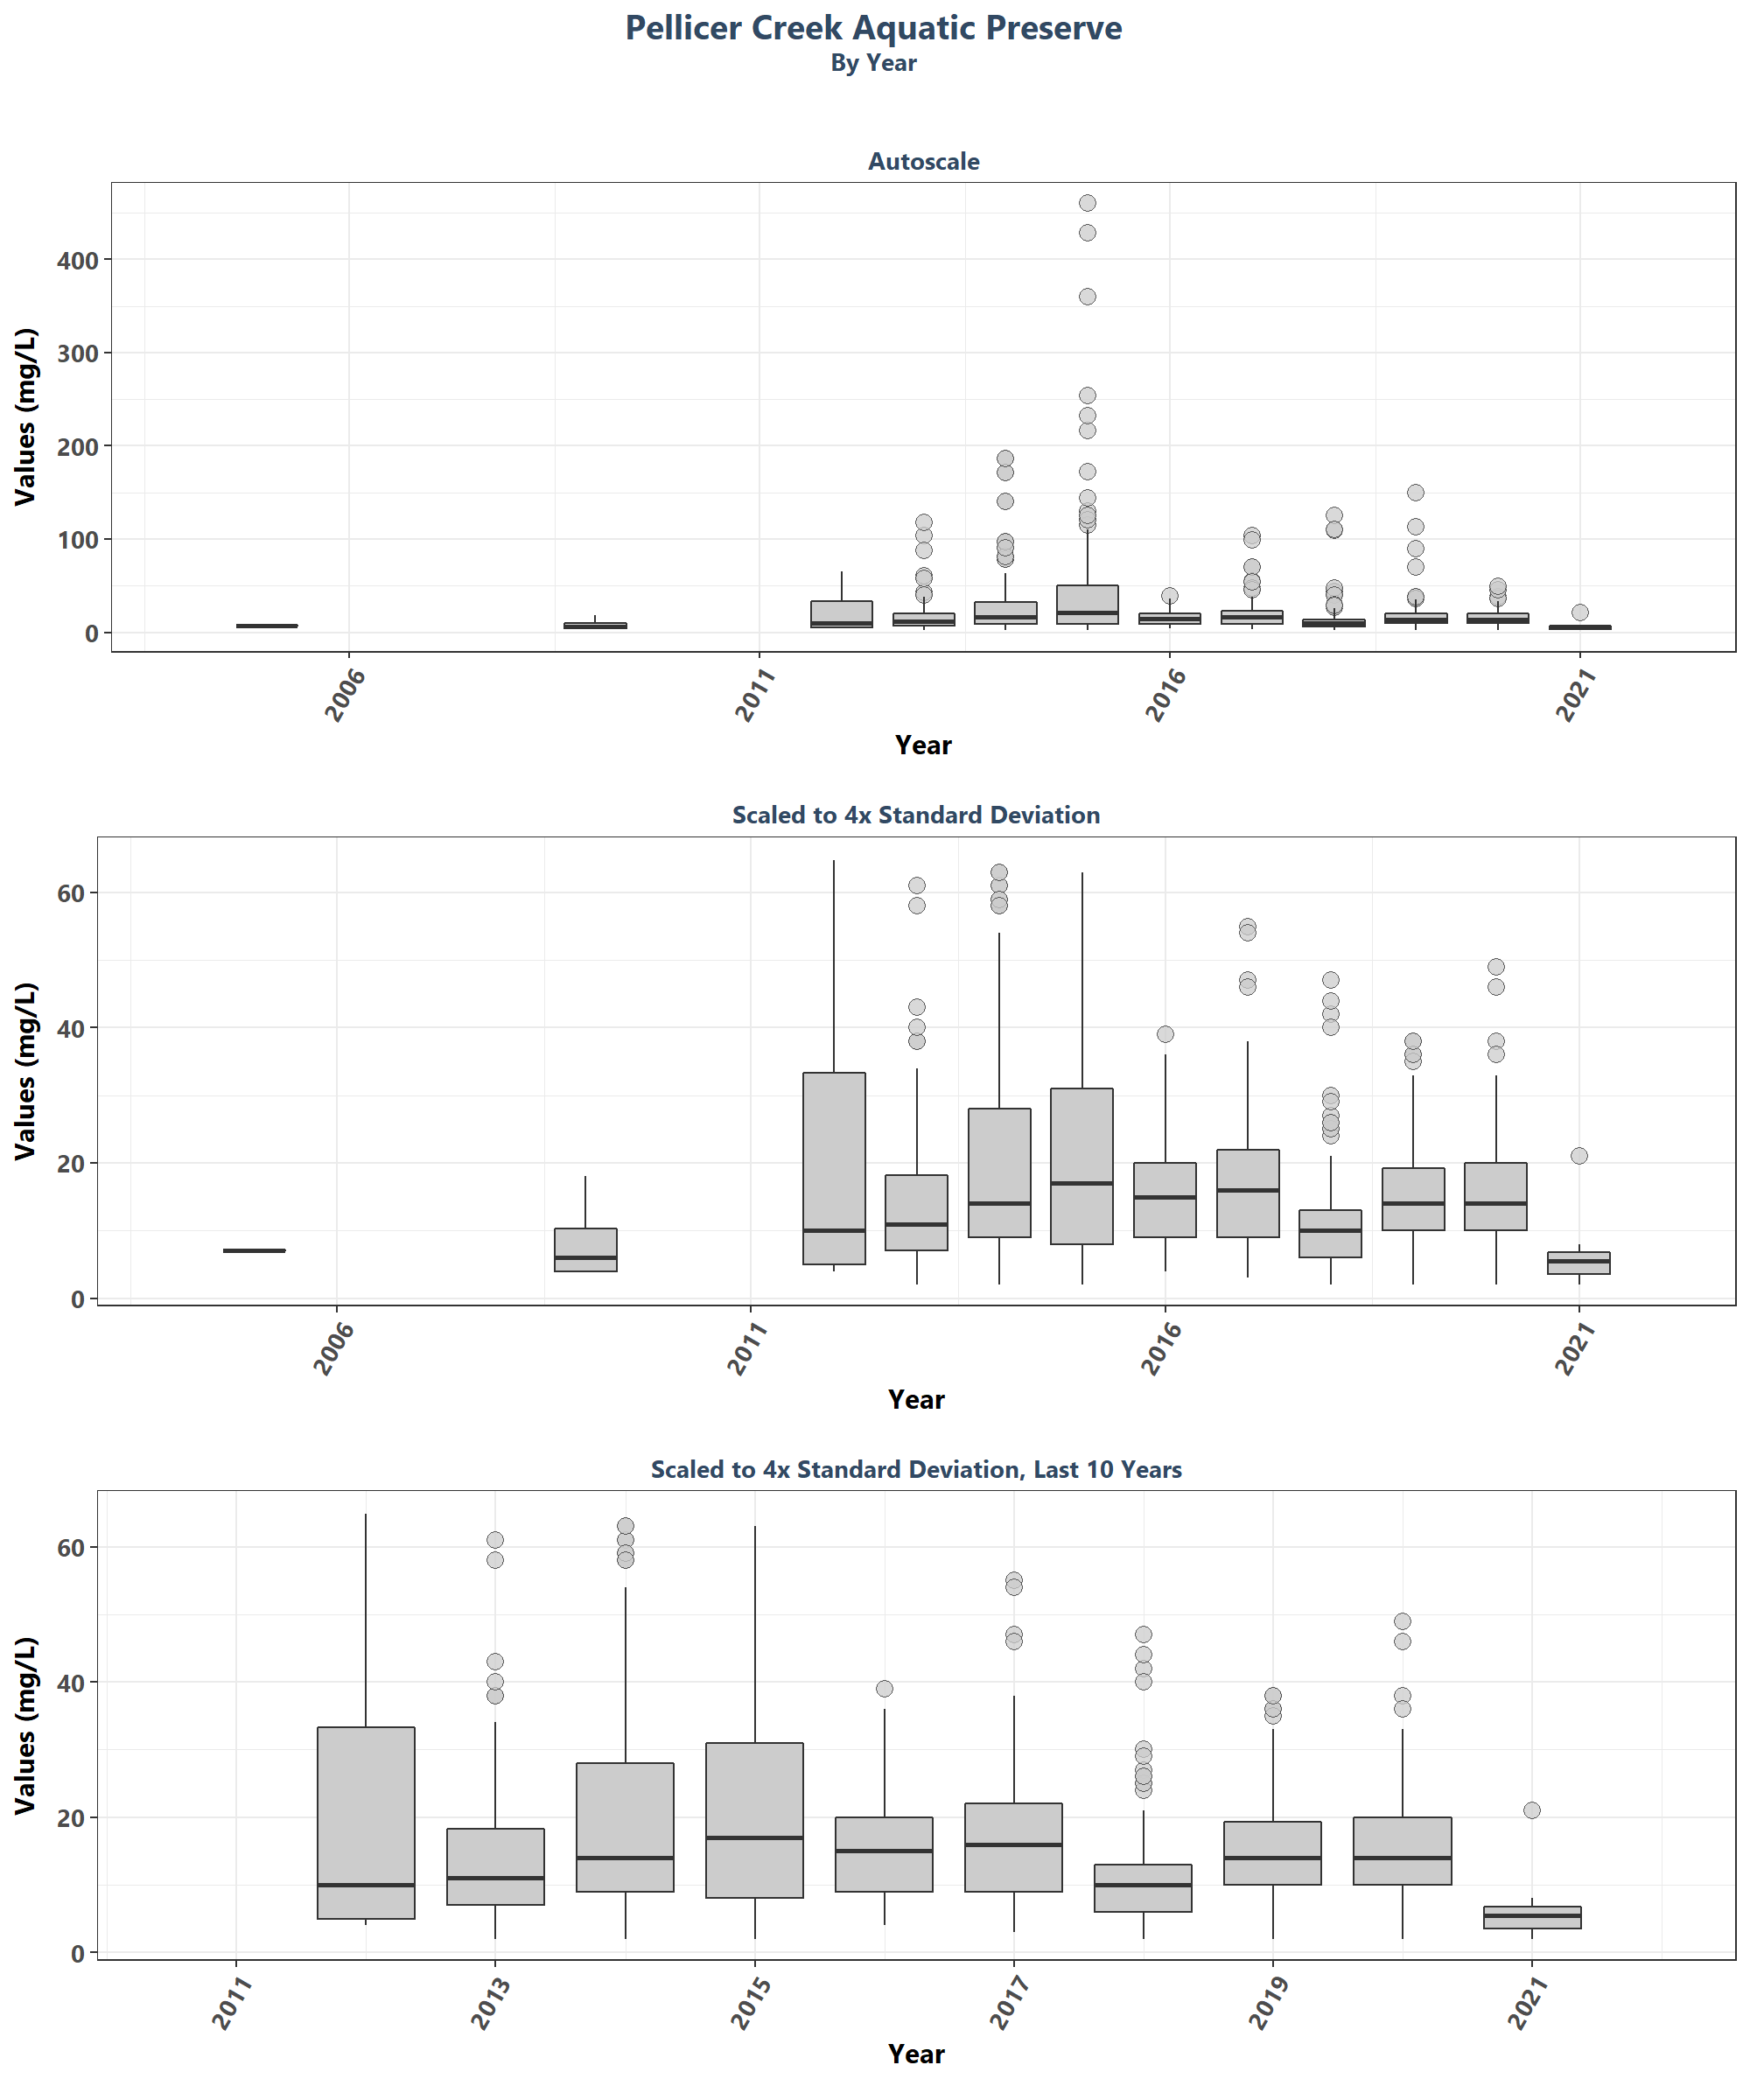 Pellicer Creek Aquatic Preserve
By Year
Autoscale
Values (mg/L)
400
300
200
100
0
2006
2011
2016
2021
Year
Scaled to 4x Standard Deviation
Values (mg/L)
60
40
20
0
2006
2011
2016
2021
Year
Scaled to 4x Standard Deviation, Last 10 Years
Values (mg/L)
60
40
20
0
2011
2013
2015
2017
2019
2021
Year